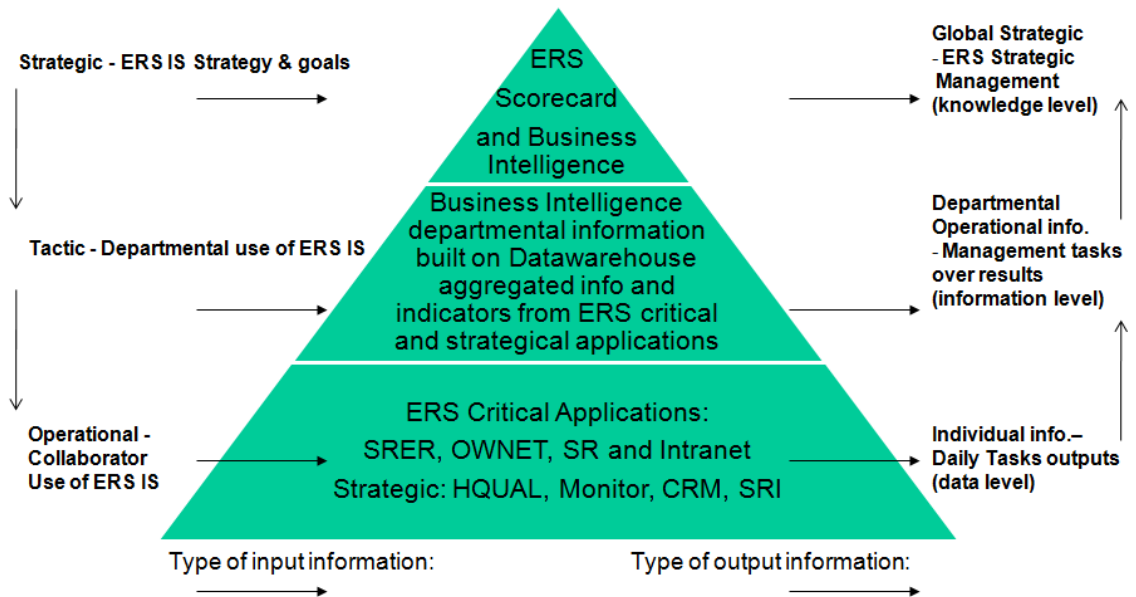 Strategic - ERS IS Strategy & goals
Tactic - Departmental use of ERS IS
Operational -
Collaborator
Use of ERS IS
ERS
Scorecard
and Business
Intelligence
Business Intelligence
departmental information
built on Datawarehouse
aggregated info and
indicators from ERS critical
and strategical applications
ERS Critical Applications:
SRER, OWNET, SR and Intranet
Strategic: HQUAL, Monitor, CRM, SRI
Global Strategic
- ERS Strategic
Management
(knowledge level)
Departmental
Operational info.
- Management tasks
over results
(information level)
Individual info.–
Daily Tasks outputs
(data level)
Type of input information:
Type of output information: